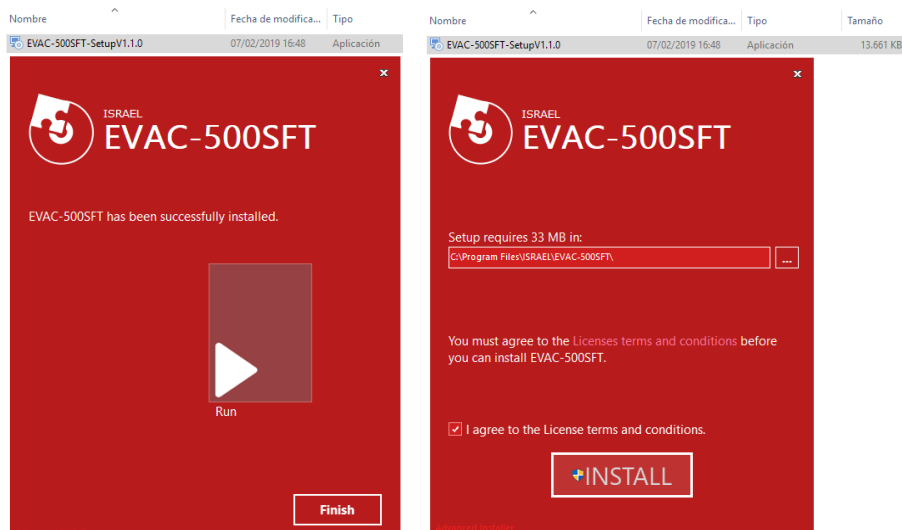 Nombre Fecha de modifica... Tipo
EVAC-500SFT-SetupV1.1.0 07/02/2019 16:48 Aplicación
x
ISRAEL
EVAC-500SFT
EVAC-500SFT has been successfully installed.
Run
Finish
Nombre Fecha de modifica... Tipo Tamaño
EVAC-500SFT-SetupV1.1.0 07/02/2019 16:48 Aplicación 13.661 KB
x
ISRAEL
EVAC-500SFT
Setup requires 33 MB in:
C:\Program Files\ISRAEL\EVAC-500SFT\
...
You must agree to the Licenses terms and conditions before
you can install EVAC-500SFT.
I agree to the License terms and conditions.
INSTALL
Advanced Installer